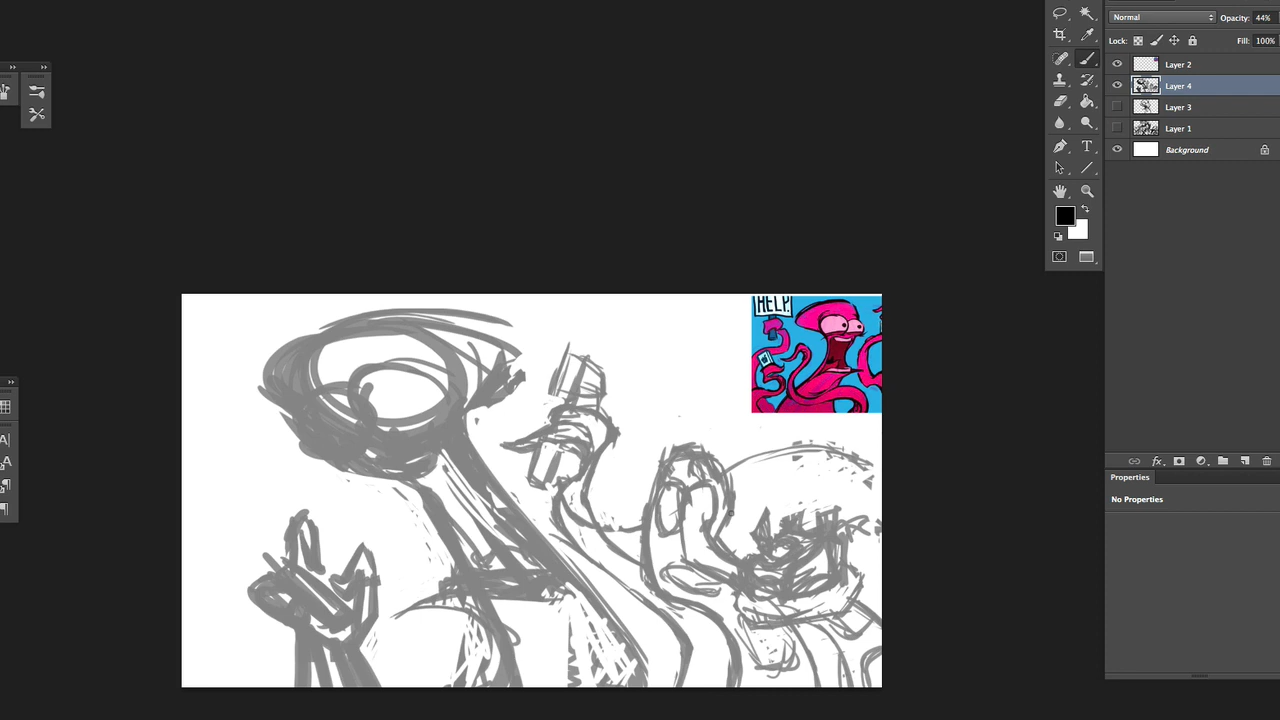 Normal
Opacity: 44%
Lock:
Fill: 100%
Layer 2
Layer 4
Layer 3
Layer 1
Background
fx
Properties
No Properties
HELP.
T
A
A